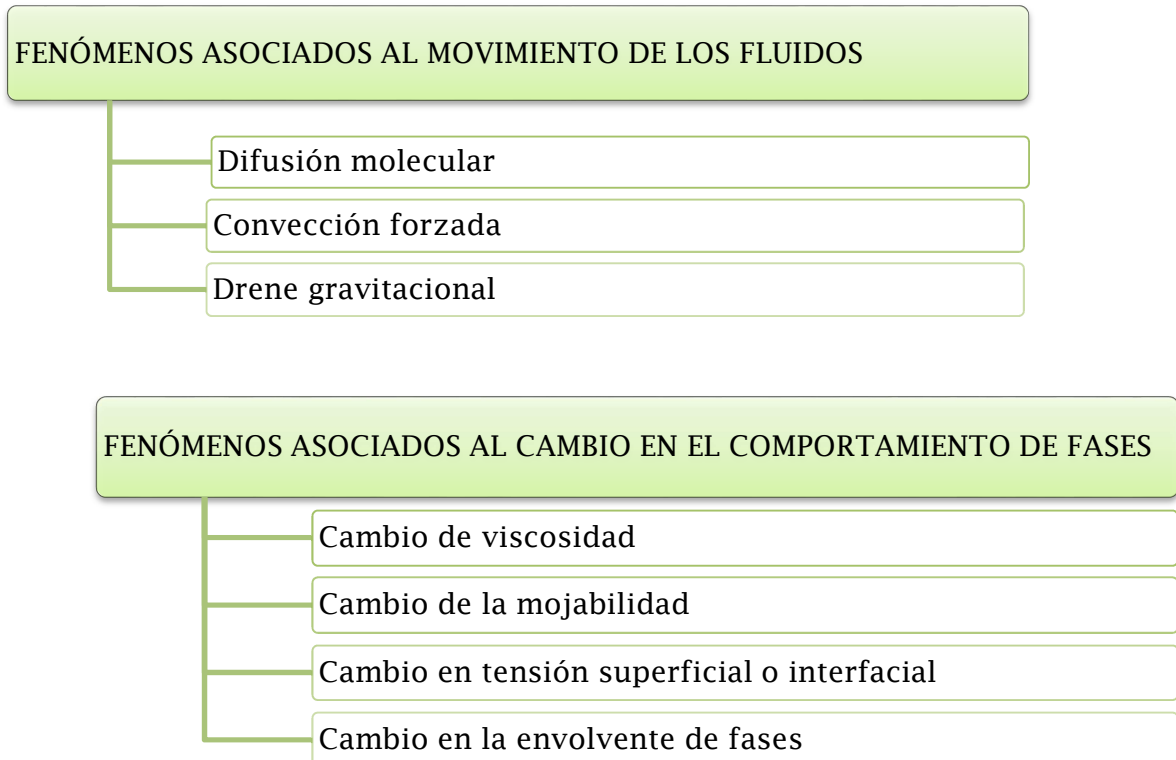 FENÓMENOS ASOCIADOS AL MOVIMIENTO DE LOS FLUIDOS
Difusión molecular
Convección forzada
Drene gravitacional
FENÓMENOS ASOCIADOS AL CAMBIO EN EL COMPORTAMIENTO DE FASES
Cambio de viscosidad
Cambio de la mojabilidad
Cambio en tensión superficial o interfacial
Cambio en la envolvente de fases